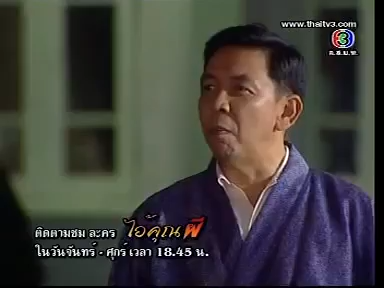 www.thaitv3.com
3
อ.ส.ม.ท.
ติดตามชม ละคร ไอ้คุณผี
ในวันจันทร์ - ศุกร์ เวลา 18.45 น.